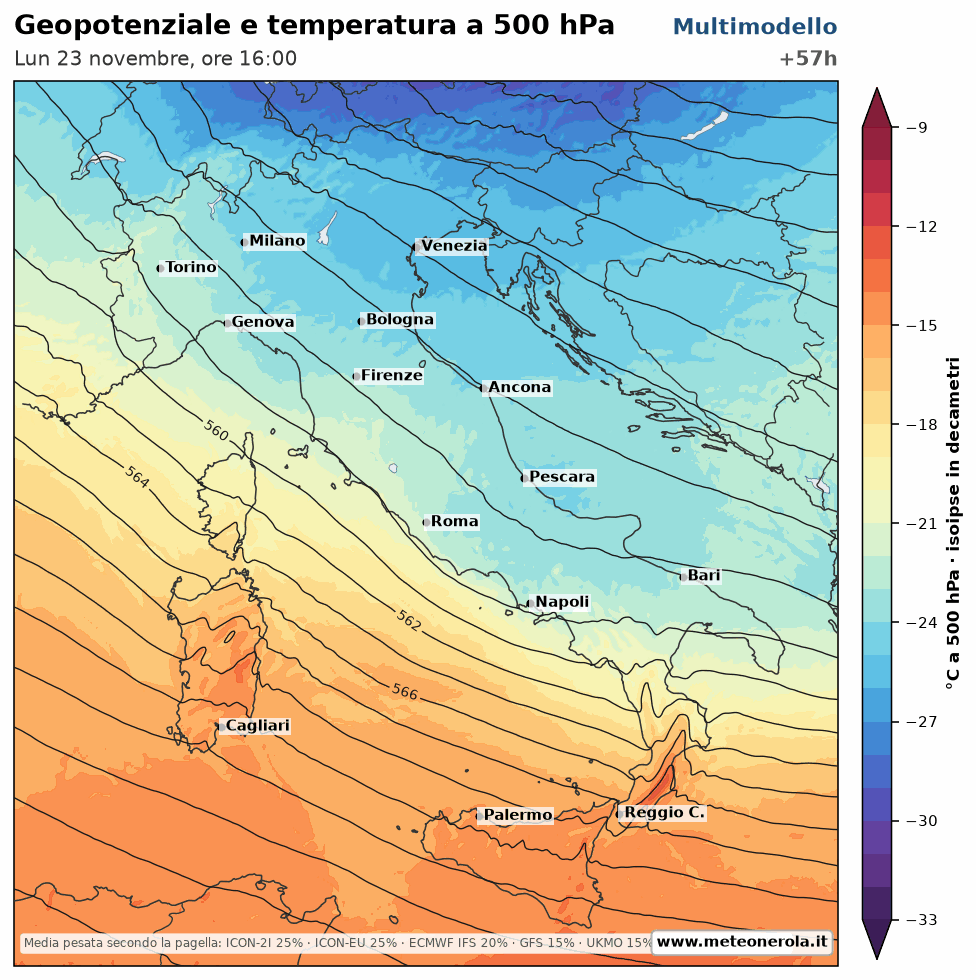 Geopotenziale e temperatura a 500 hPa
Multimodello
Lun 23 novembre, ore 16:00
+57h
Milano
Venezia
Torino
Genova
Bologna
Firenze
Ancona
560
564
Pescara
Roma
Bari
Napoli
562
566
Cagliari
Palermo
Reggio C.
−9
−12
−15
−18
−21
−24
−27
−30
−33
°C a 500 hPa · isoipse in decametri
Media pesata secondo la pagella: ICON-2I 25% · ICON-EU 25% · ECMWF IFS 20% · GFS 15% · UKMO 15%
www.meteonerola.it